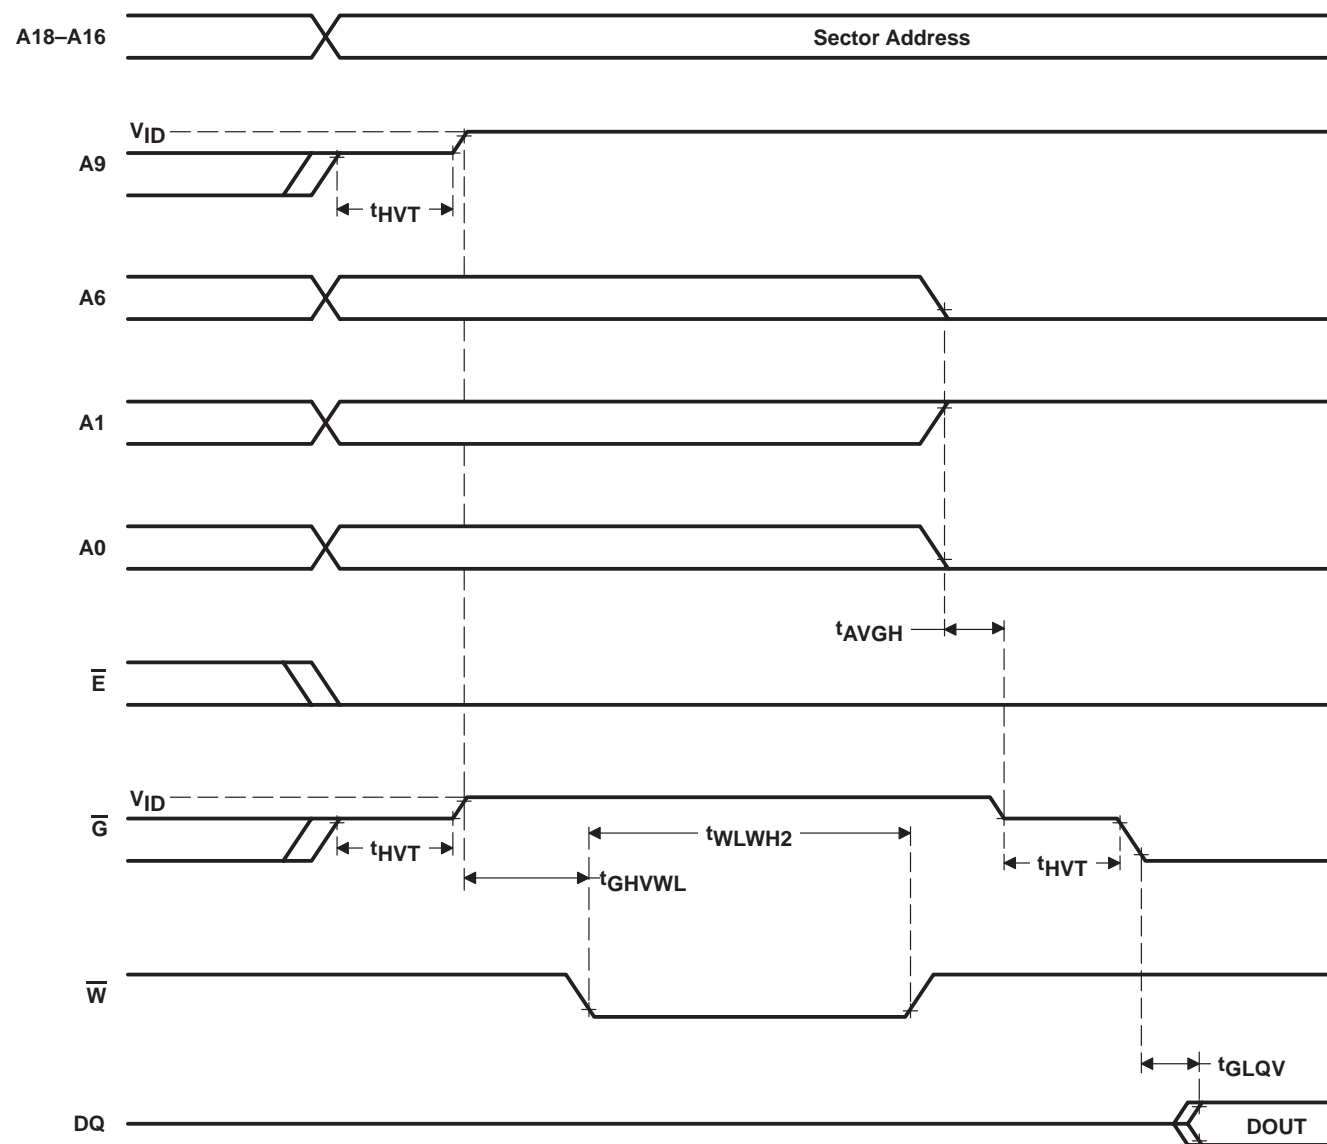 A18–A16
Sector Address
VID
A9
tHVT
A6
A1
A0
tAVGH
E
VID
G
tWLWH2
tHVT
tHVT
tGHVWL
W
tGLQV
DQ
DOUT